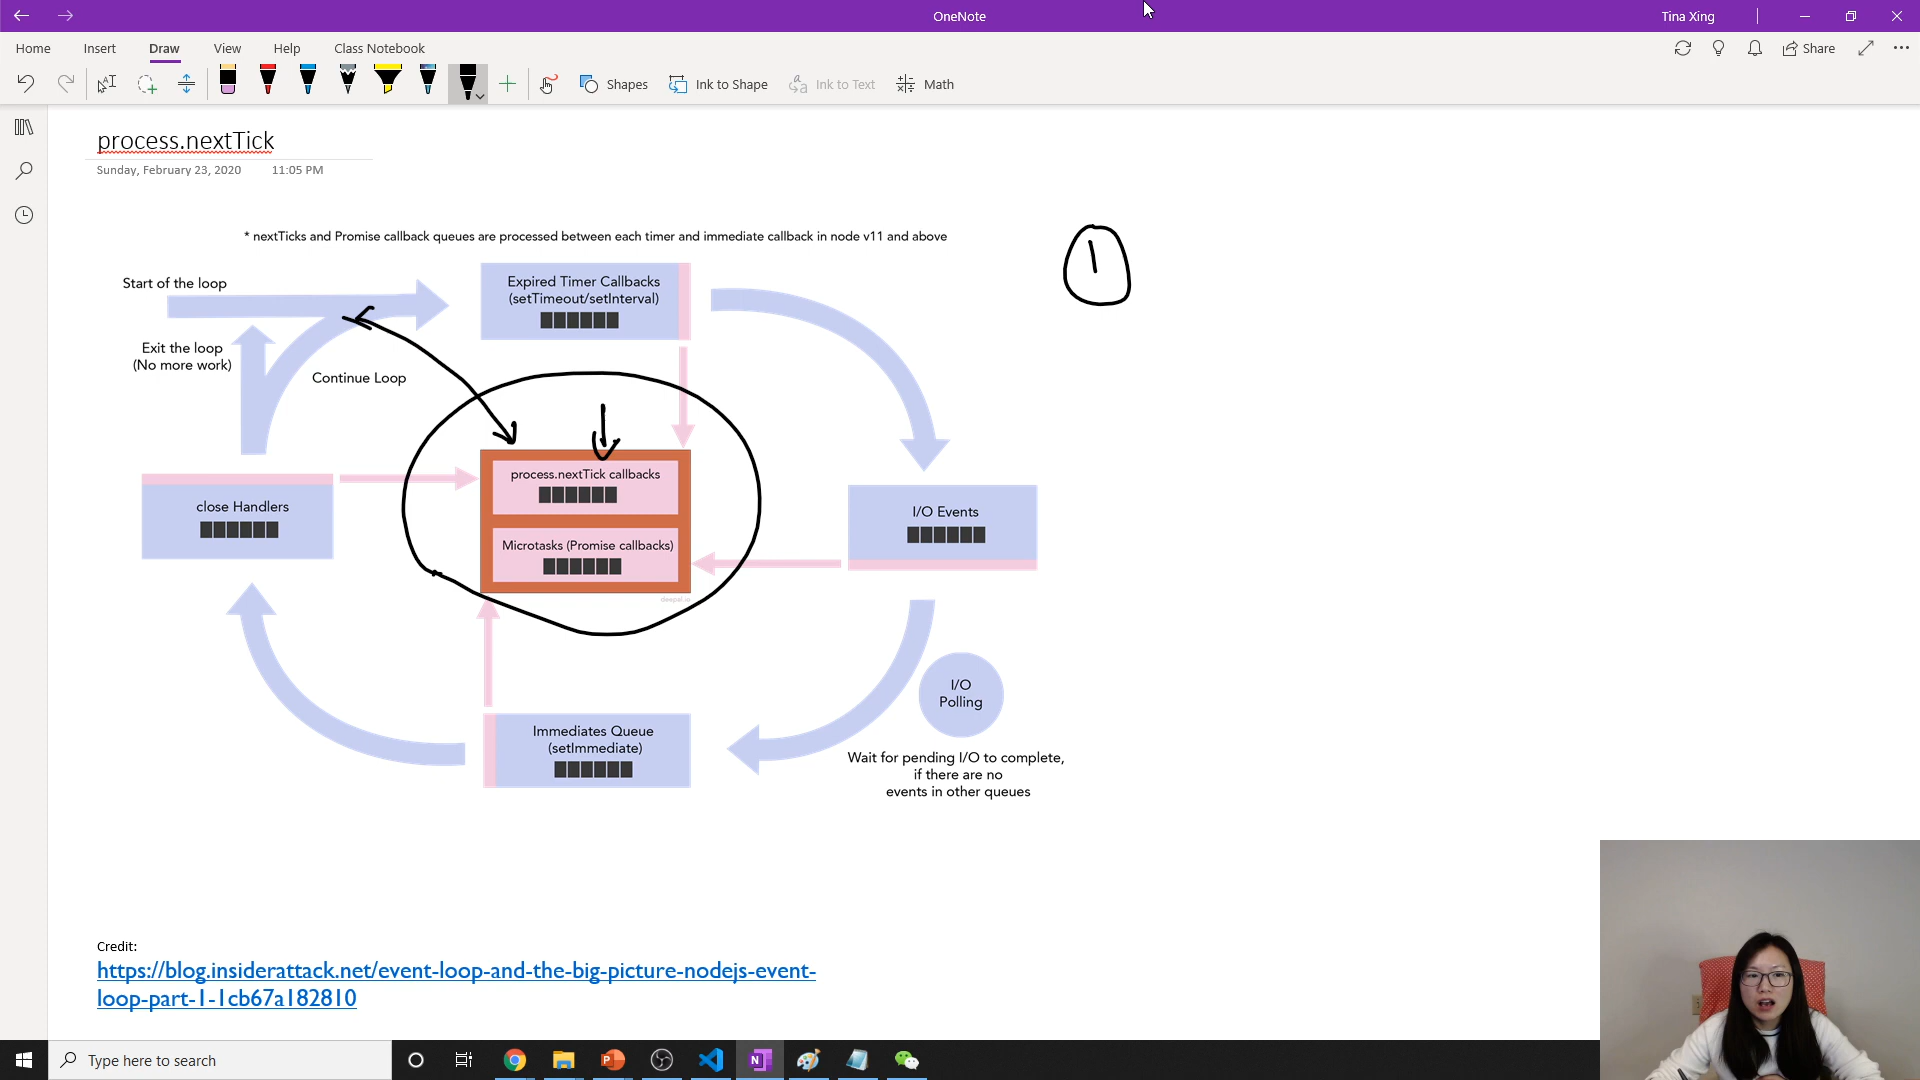 OneNote
Tina Xing
Home
Insert
Draw
View
Help
Class Notebook
Share
Shapes
Ink to Shape
Ink to Text
Math
process.nextTick
Sunday, February 23, 2020
11:05 PM
* nextTicks and Promise callback queues are processed between each timer and immediate callback in node v11 and above
1
Start of the loop
Expired Timer Callbacks
(setTimeout/setInterval)
Exit the loop
(No more work)
Continue Loop
process.nextTick callbacks
Microtasks (Promise callbacks)
deepal.io
close Handlers
I/O Events
I/O
Polling
Immediates Queue
(setImmediate)
Wait for pending I/O to complete,
if there are no
events in other queues
Credit:
https://blog.insiderattack.net/event-loop-and-the-big-picture-nodejs-event-
loop-part-1-1cb67a182810
Type here to search